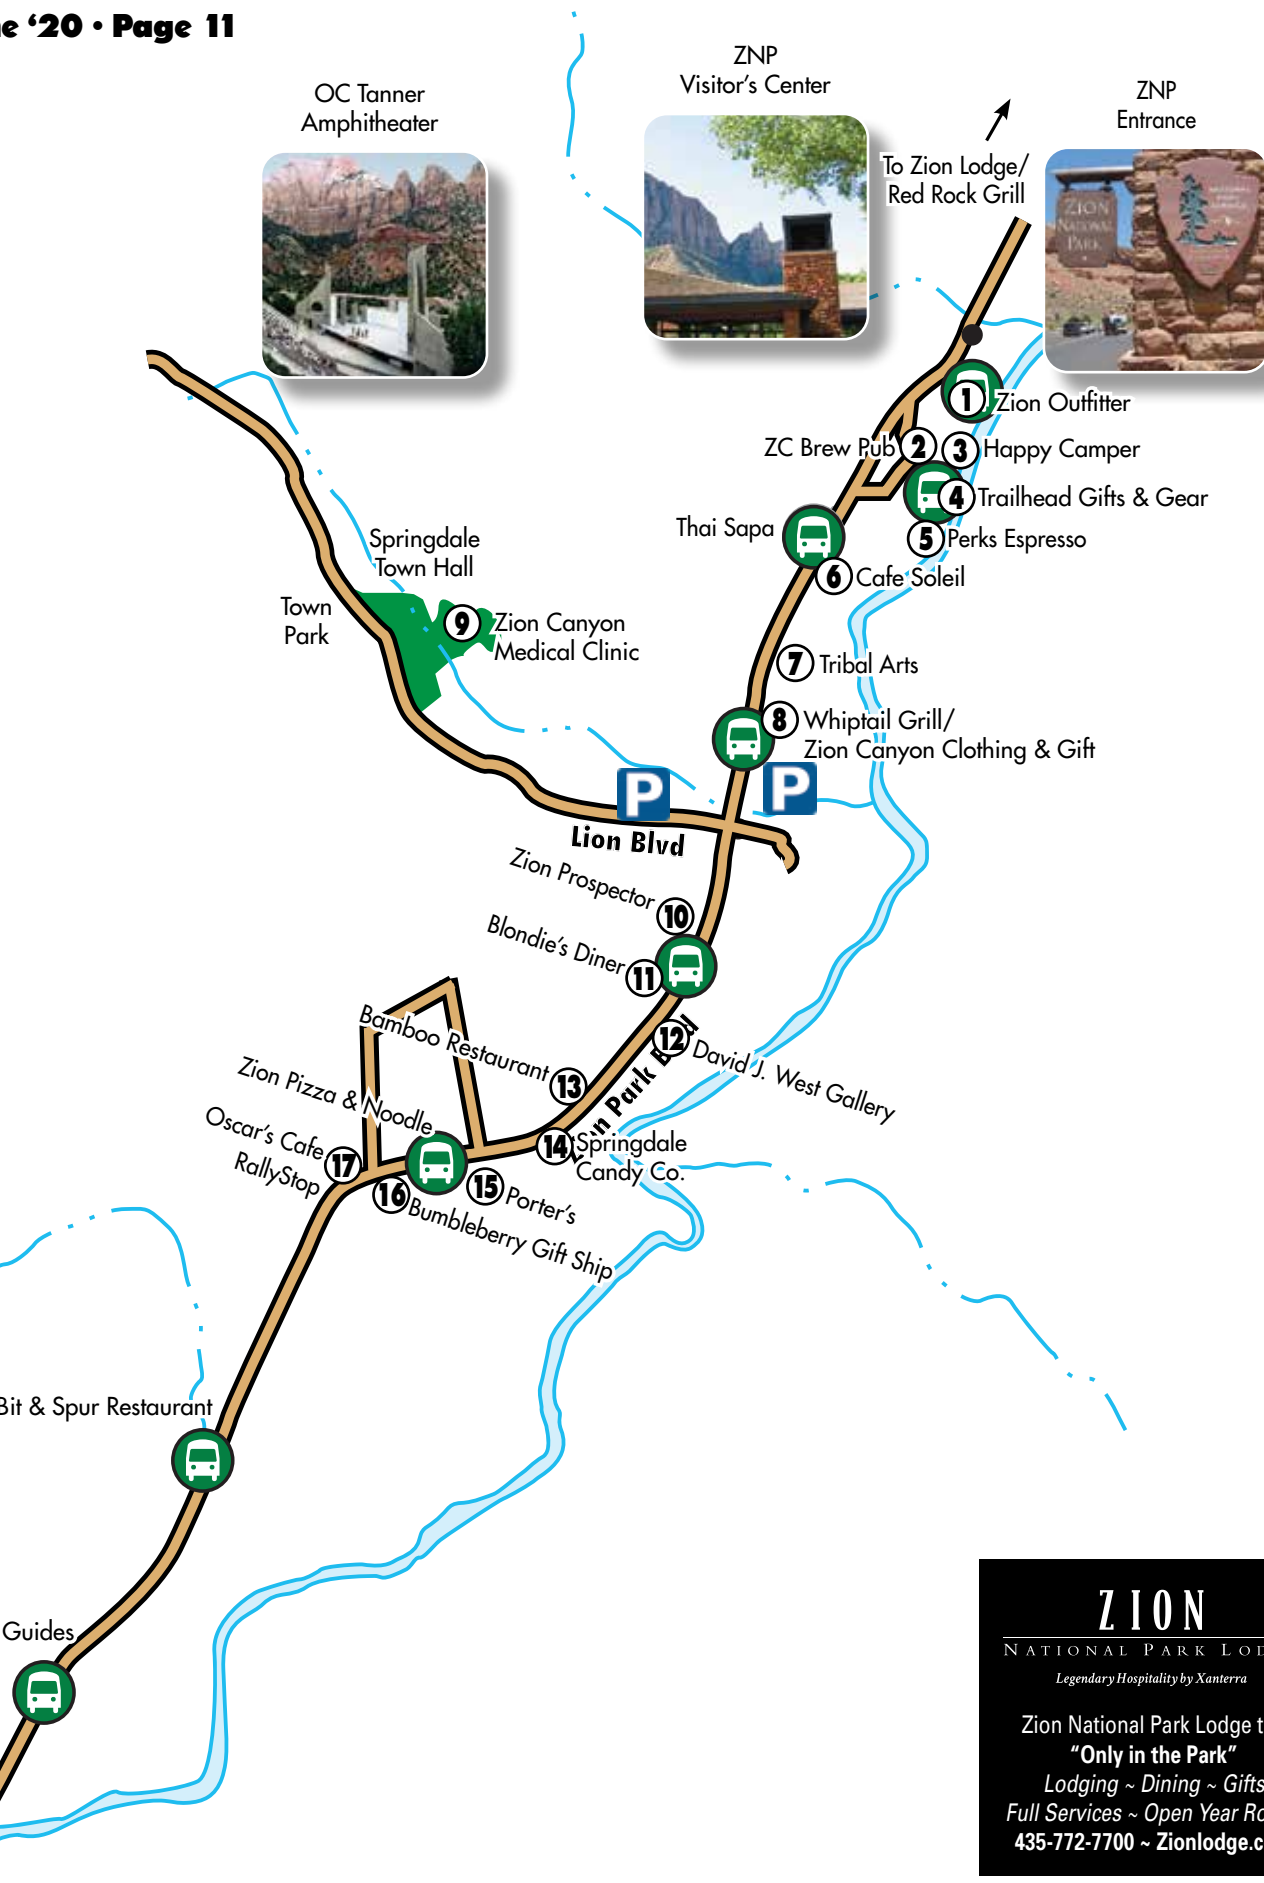 ‘20 • Page 11
OC Tanner
Amphitheater
ZNP
Visitor’s Center
ZNP
Entrance
To Zion Lodge/
Red Rock Grill
ZION
NATIONAL
PARK
1 Zion Outfitter
ZC Brew Pub 2
3 Happy Camper
4 Trailhead Gifts & Gear
Thai Sapa
5 Perks Espresso
6 Cafe Soleil
Springdale
Town Hall
Town
Park
9 Zion Canyon
Medical Clinic
7 Tribal Arts
8 Whiptail Grill/
Zion Canyon Clothing & Gift
P
P
Lion Blvd
Zion Prospector 10
Blondie’s Diner 11
12 David J. West Gallery
Park
Bamboo Restaurant 13
Zion Pizza & Noodle
Oscar’s Cafe 17
RallyStop
14 Springdale
Candy Co.
15 Porter’s
16 Bumbleberry Gift Ship
Bit & Spur Restaurant
Guides
ZION
NATIONAL PARK
Legendary Hospitality by Xanterra
Zion National Park Lodge
“Only in the Park”
Lodging ~ Dining ~ Gifts
Full Services ~ Open Year
435-772-7700 ~ Zionlodge.c